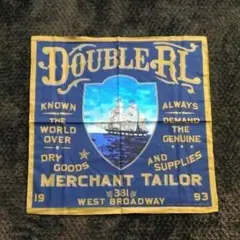 DOUBLE RL
KNOWN
THE
WORLD
OVER
ALWAYS
DEMAND
THE
GENUINE
DRY
GOODS
AND
SUPPLIES
MERCHANT TAILOR
19 381 93
WEST BROADWAY